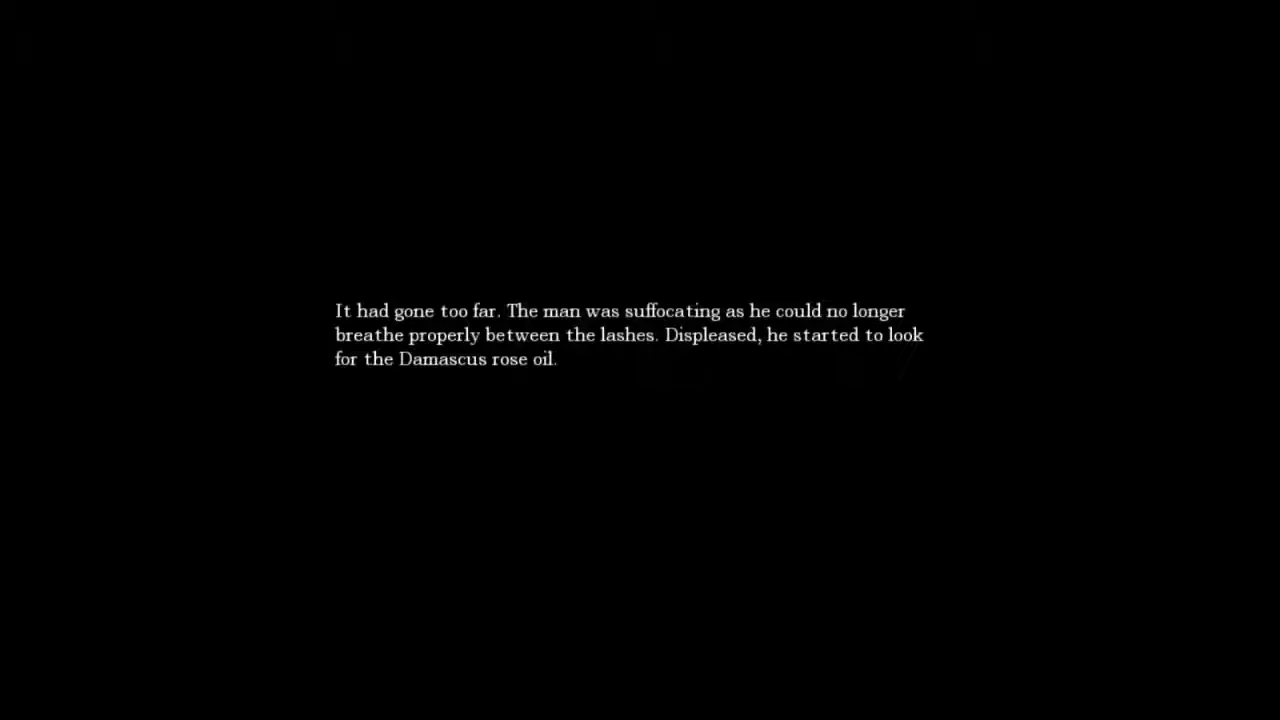 It had gone too far. The man was suffocating as he could no longer
breathe properly between the lashes. Displeased, he started to look
for the Damascus rose oil.